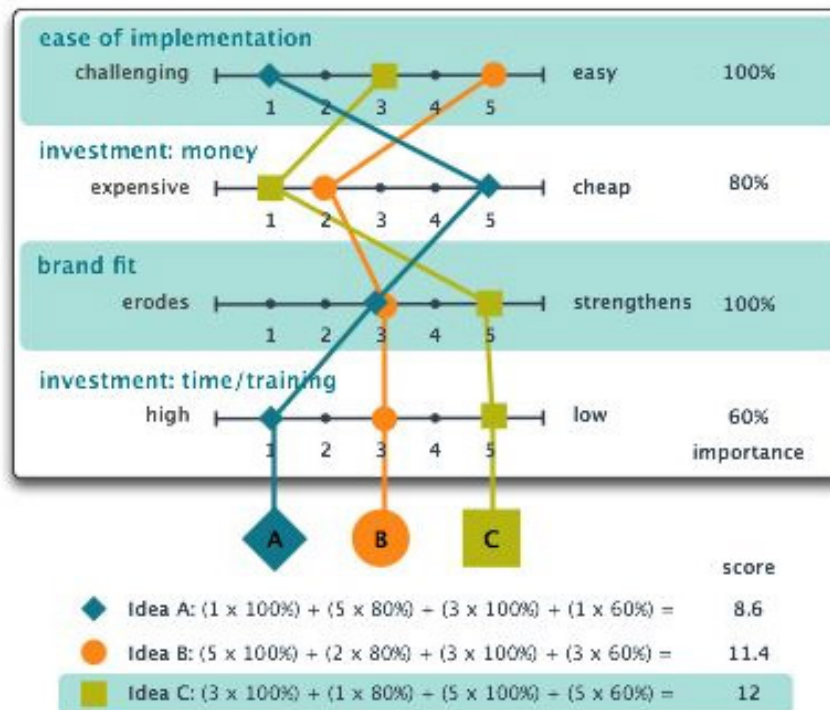 ease of implementation
challenging easy 100%
1 2 3 4 5
investment: money
expensive cheap 80%
1 2 3 4 5
brand fit
erodes strengthens 100%
1 2 3 4 5
investment: time/training
high low 60%
1 2 3 4 5 importance
A B C
score
Idea A: (1 x 100%) + (5 x 80%) + (3 x 100%) + (1 x 60%) = 8.6
Idea B: (5 x 100%) + (2 x 80%) + (3 x 100%) + (3 x 60%) = 11.4
Idea C: (3 x 100%) + (1 x 80%) + (5 x 100%) + (5 x 60%) = 12